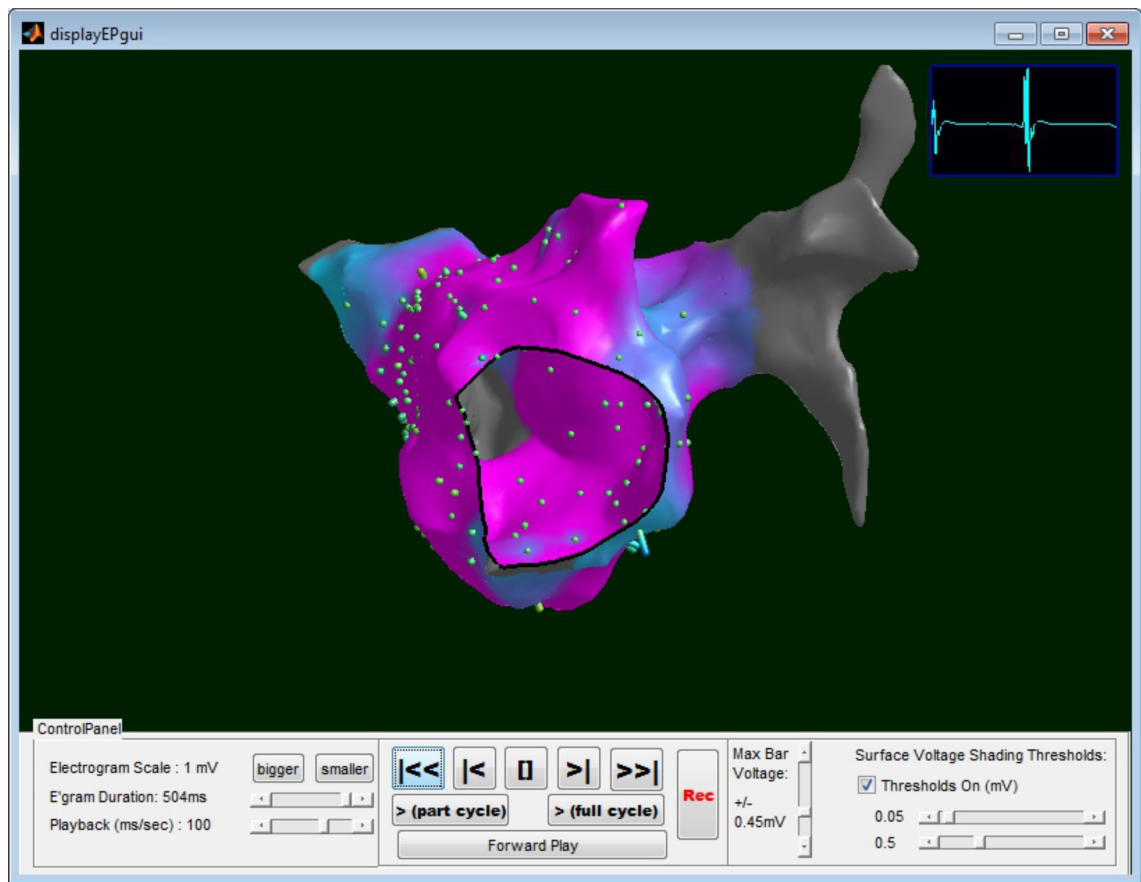 displayEPgui
ControlPanel
Electrogram Scale : 1 mV
bigger
smaller
E'gram Duration: 504ms
Playback (ms/sec) : 100
|<<
|<
[]
>|
>>|
> (part cycle)
> (full cycle)
Forward Play
Rec
Max Bar
Voltage:
+/-
0.45mV
Surface Voltage Shading Thresholds:
Thresholds On (mV)
0.05
0.5